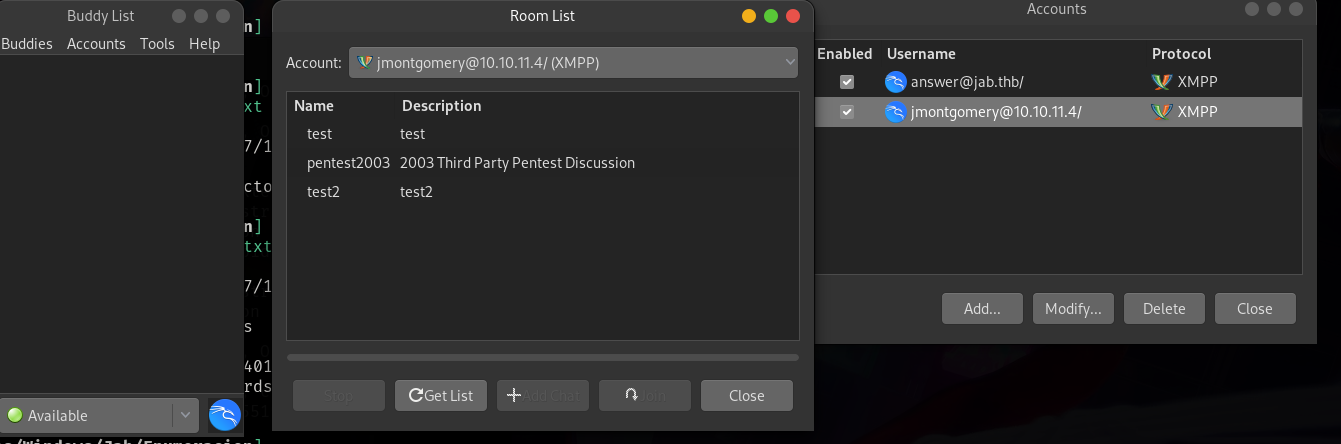 Buddy List
Buddies Accounts Tools Help
Available
n]
n]
xt
7/1
cto
n]
txt
7/1
s
401
rds
Room List
Account: jmontgomery@10.10.11.4/ (XMPP)
Name Description
test test
pentest2003 2003 Third Party Pentest Discussion
test2 test2
Stop Get List Add Chat Join Close
Accounts
Enabled Username Protocol
answer@jab.thb/ XMPP
jmontgomery@10.10.11.4/ XMPP
Add... Modify... Delete Close